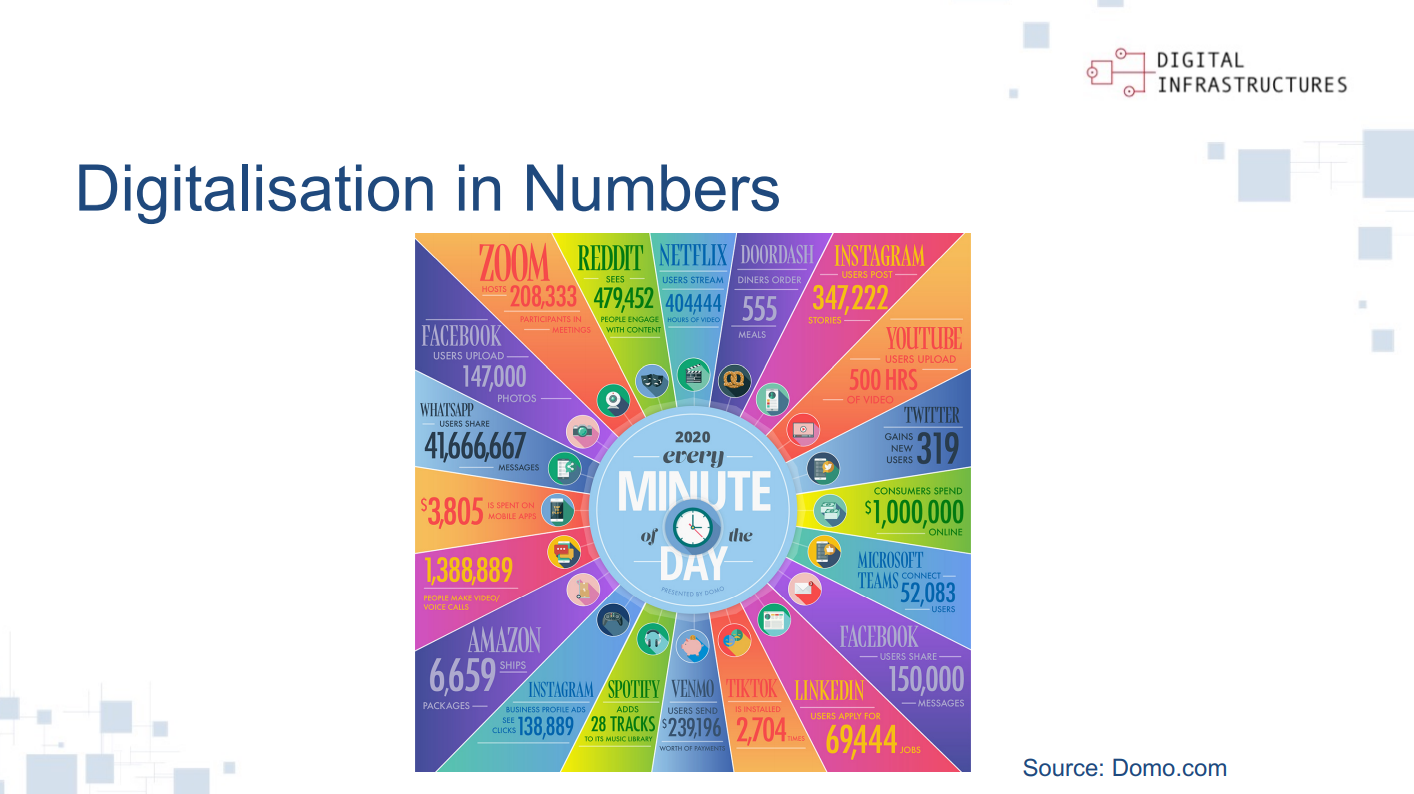 DIGITAL
INFRASTRUCTURES
Digitalisation in Numbers
ZOOM
HOSTS 208,333
PARTICIPANTS IN
MEETINGS
REDDIT
SEES
479,452
PEOPLE ENGAGE
WITH CONTENT
NETFLIX
USERS STREAM
404,444
HOURS OF VIDEO
DOORDASH
DINERS ORDER
555
MEALS
INSTAGRAM
USERS POST
347,222
STORIES
YOUTUBE
USERS UPLOAD
500 HRS
OF VIDEO
TWITTER
GAINS
NEW
USERS 319
CONSUMERS SPEND
$1,000,000
ONLINE
MICROSOFT
TEAMS CONNECT
52,083
USERS
FACEBOOK
USERS SHARE
150,000
MESSAGES
LINKEDIN
USERS APPLY FOR
69,444 JOBS
TIKTOK
IS INSTALLED
2,704 TIMES
VENMO
USERS SEND
$239,196
WORTH OF PAYMENTS
SPOTIFY
ADDS
28 TRACKS
TO ITS MUSIC LIBRARY
INSTAGRAM
BUSINESS PROFILE ADS
SEE
CLICKS 138,889
AMAZON
6,659 SHIPS
PACKAGES
1,388,889
PEOPLE MAKE VIDEO/
VOICE CALLS
$3,805 IS SPENT ON
MOBILE APPS
WHATSAPP
USERS SHARE
41,666,667
MESSAGES
FACEBOOK
USERS UPLOAD
147,000
PHOTOS
2020
every
MINUTE
of the
DAY
PRESENTED BY DOMO
Source: Domo.com